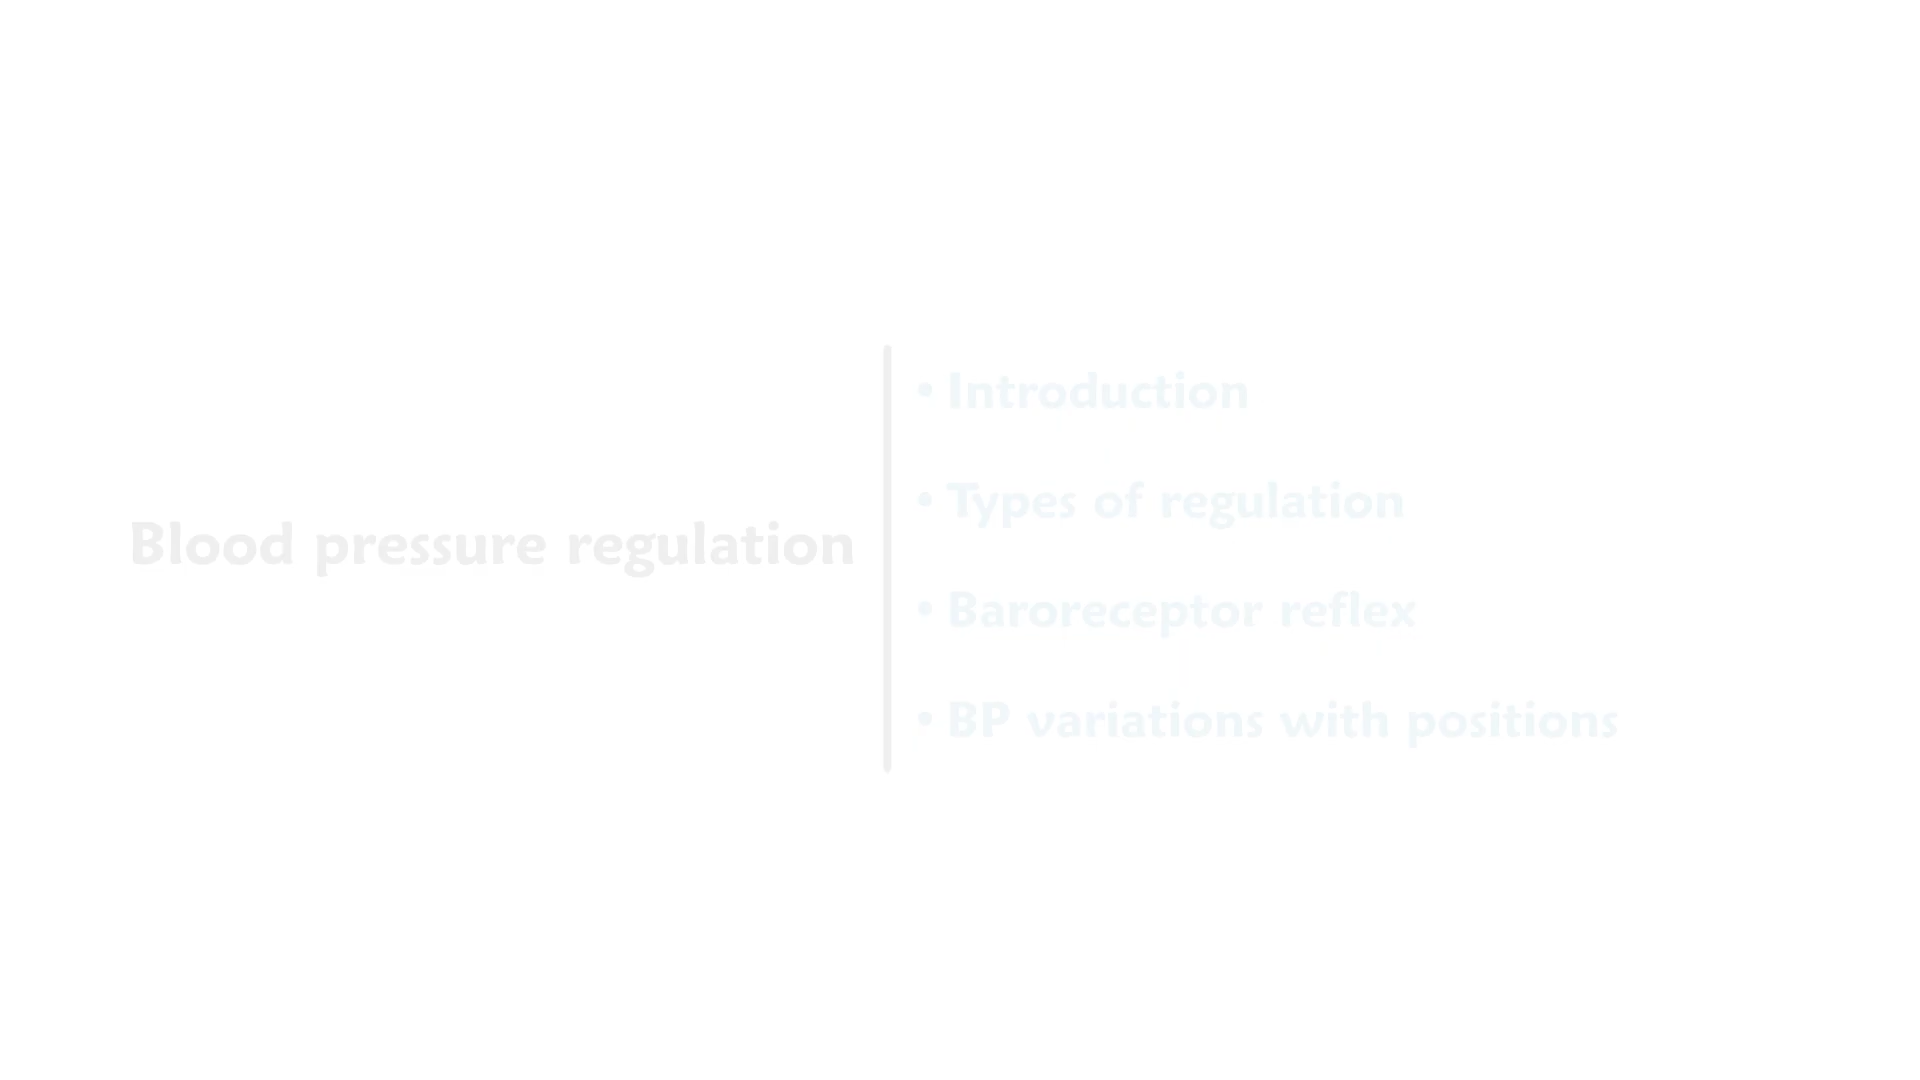 Blood pressure regulation
• Introduction
• Types of regulation
• Baroreceptor reflex
• BP variations with positions